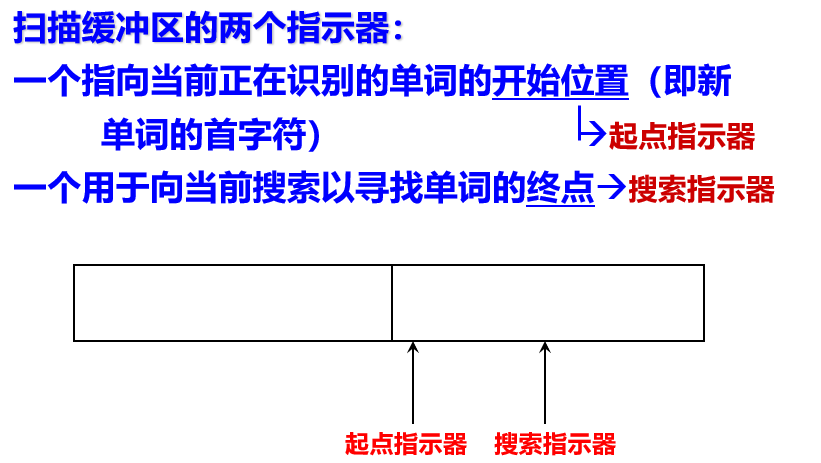 扫描缓冲区的两个指示器：
一个指向当前正在识别的单词的开始位置（即新
单词的首字符）
起点指示器
一个用于向当前搜索以寻找单词的终点→搜索指示器
起点指示器 搜索指示器